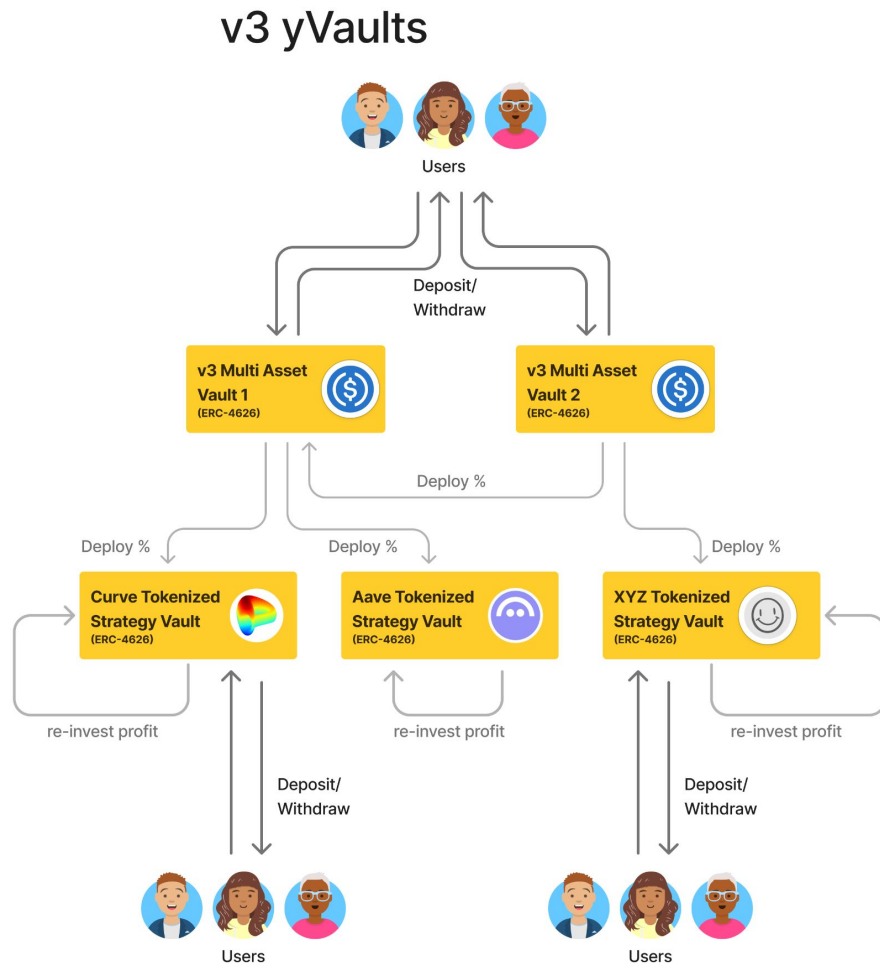 v3 yVaults
Users
Deposit/
Withdraw
v3 Multi Asset
Vault 1
(ERC-4626)
$
v3 Multi Asset
Vault 2
(ERC-4626)
$
Deploy %
Deploy %
Deploy %
Deploy %
Curve Tokenized
Strategy Vault
(ERC-4626)
Aave Tokenized
Strategy Vault
(ERC-4626)
XYZ Tokenized
Strategy Vault
(ERC-4626)
re-invest profit
re-invest profit
re-invest profit
Deposit/
Withdraw
Deposit/
Withdraw
Users
Users